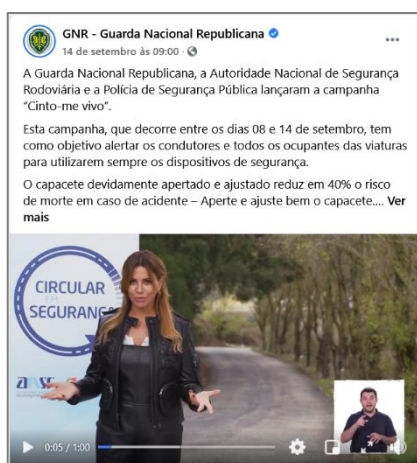 GNR - Guarda Nacional Republicana
14 de setembro às 09:00 ·
A Guarda Nacional Republicana, a Autoridade Nacional de Segurança
Rodoviária e a Polícia de Segurança Pública lançaram a campanha
“Cinto-me vivo”.
Esta campanha, que decorre entre os dias 08 e 14 de setembro, tem
como objetivo alertar os condutores e todos os ocupantes das viaturas
para utilizarem sempre os dispositivos de segurança.
O capacete devidamente apertado e ajustado reduz em 40% o risco
de morte em caso de acidente – Aperte e ajuste bem o capacete.... Ver
mais
CIRCULAR
EM
SEGURANÇ
0:05 / 1:00